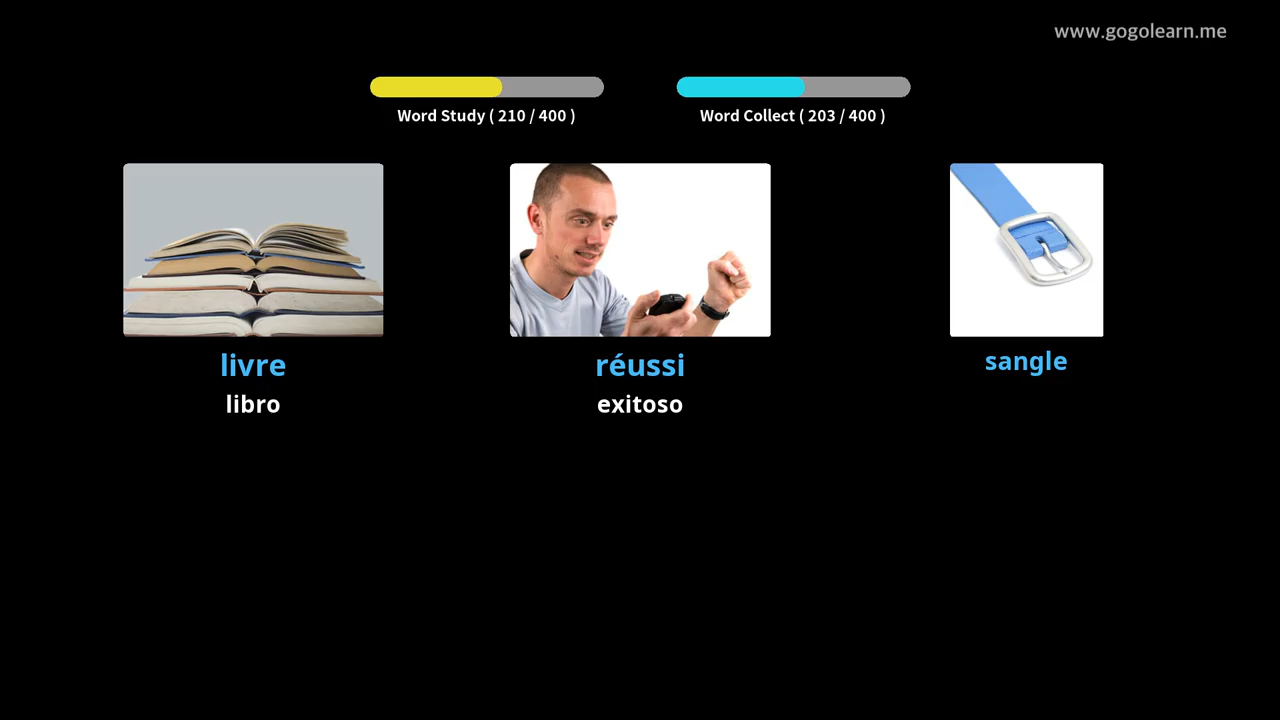 www.gogolearn.me
Word Study ( 210 / 400 )
Word Collect ( 203 / 400 )
livre
réussi
sangle
libro
exitoso